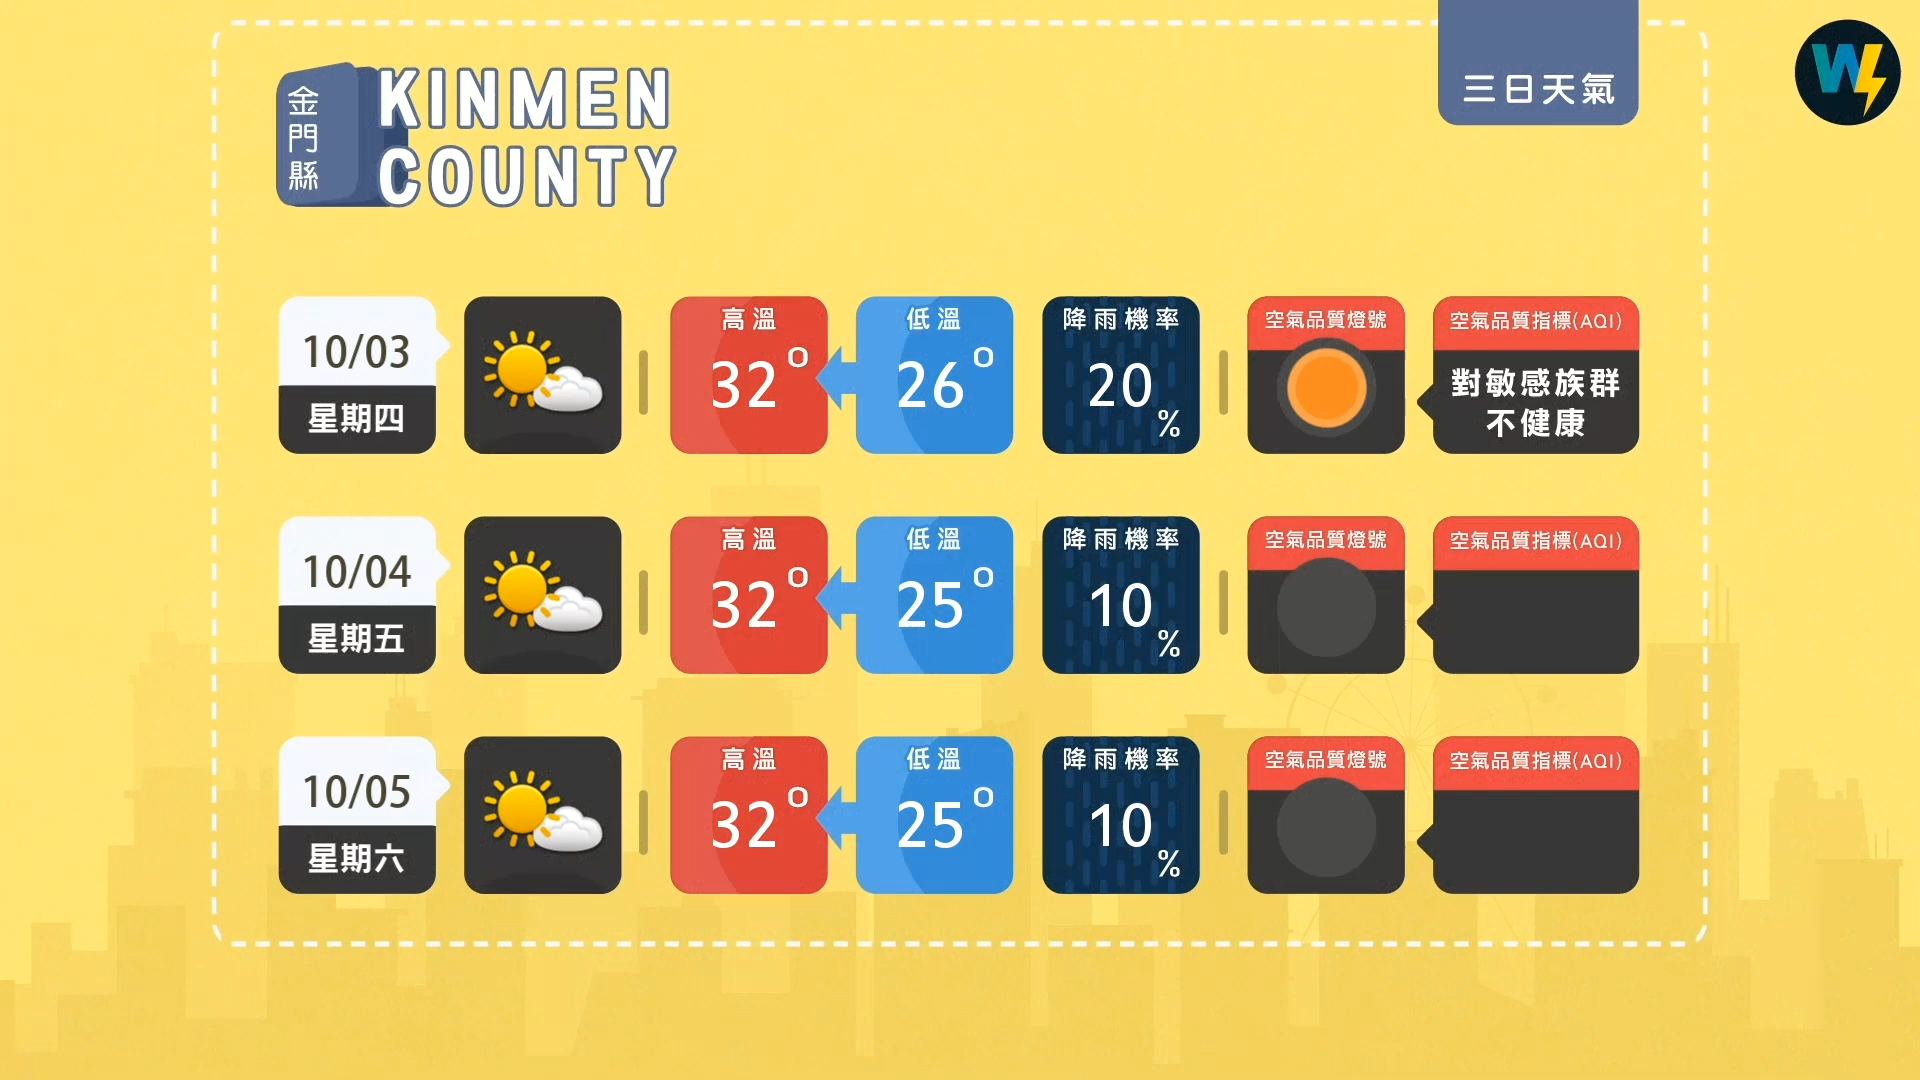 金門縣
KINMEN
COUNTY
三日天氣
W
10/03
星期四
高溫
32°
低溫
26°
降雨機率
20%
空氣品質燈號
空氣品質指標(AQI)
對敏感族群
不健康
10/04
星期五
高溫
32°
低溫
25°
降雨機率
10%
空氣品質燈號
空氣品質指標(AQI)
10/05
星期六
高溫
32°
低溫
25°
降雨機率
10%
空氣品質燈號
空氣品質指標(AQI)